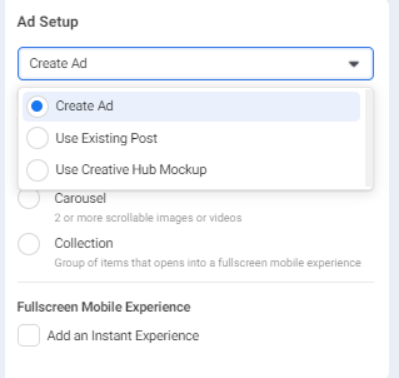 Ad Setup
Create Ad
Create Ad
Use Existing Post
Use Creative Hub Mockup
Carousel
2 or more scrollable images or videos
Collection
Group of items that opens into a fullscreen mobile experience
Fullscreen Mobile Experience
Add an Instant Experience